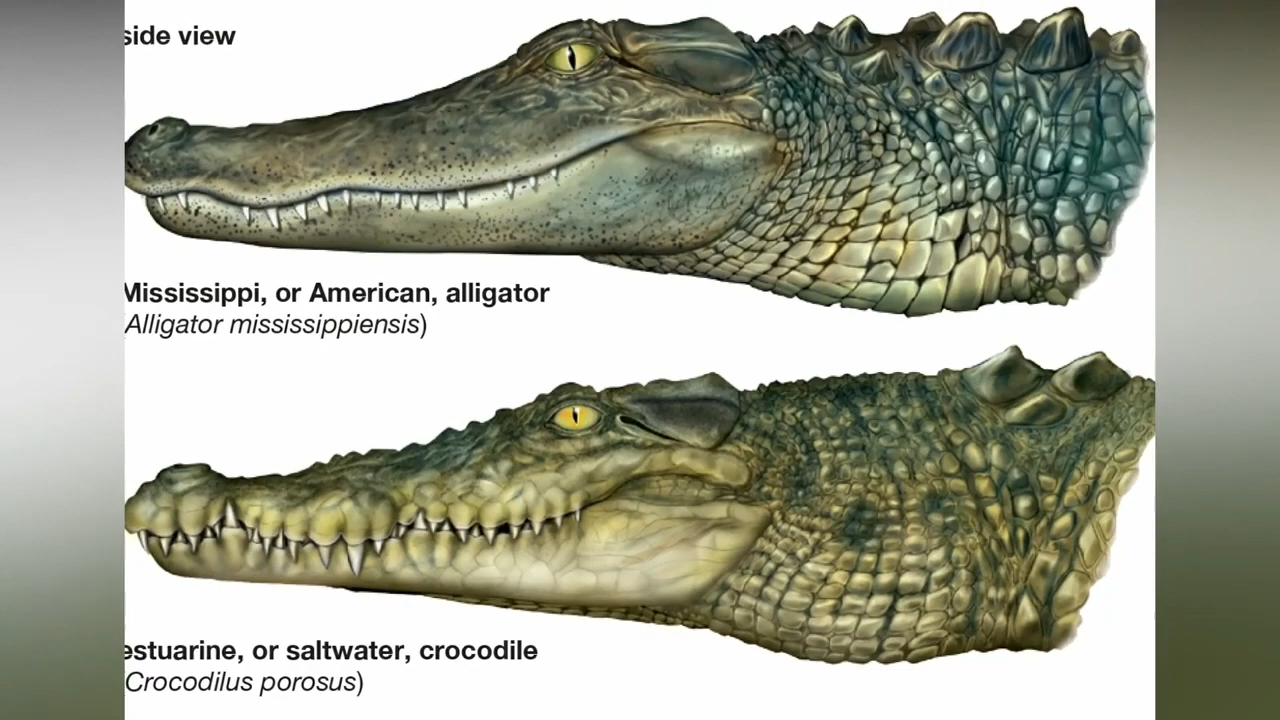 side view
Mississippi, or American, alligator
(Alligator mississippiensis)
estuarine, or saltwater, crocodile
(Crocodilus porosus)